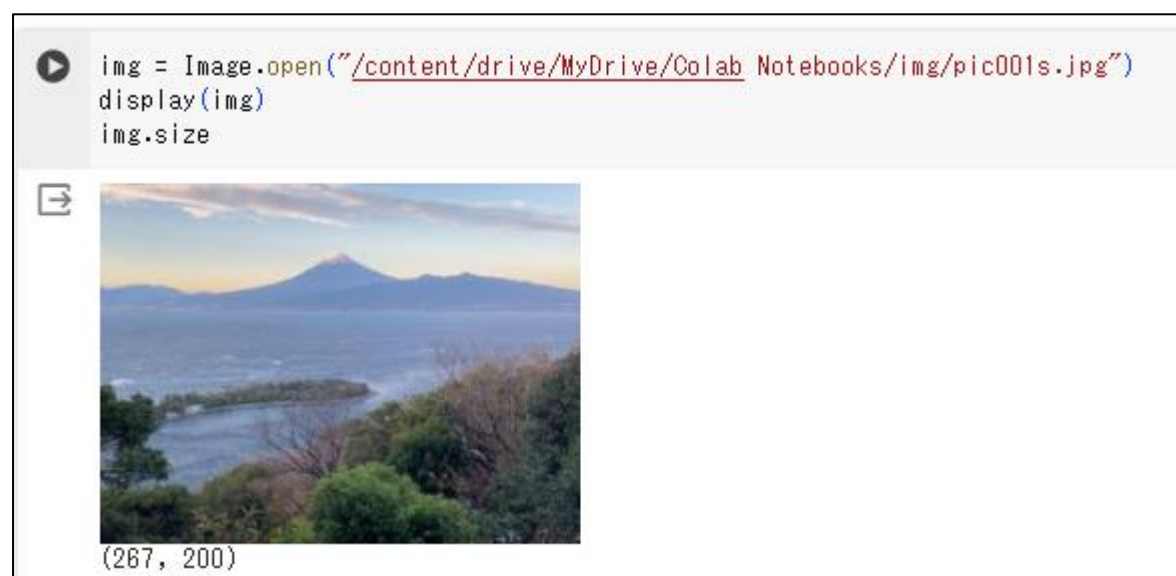 img = Image.open("/content/drive/MyDrive/Colab Notebooks/img/pic001s.jpg")
display(img)
img.size
(267, 200)